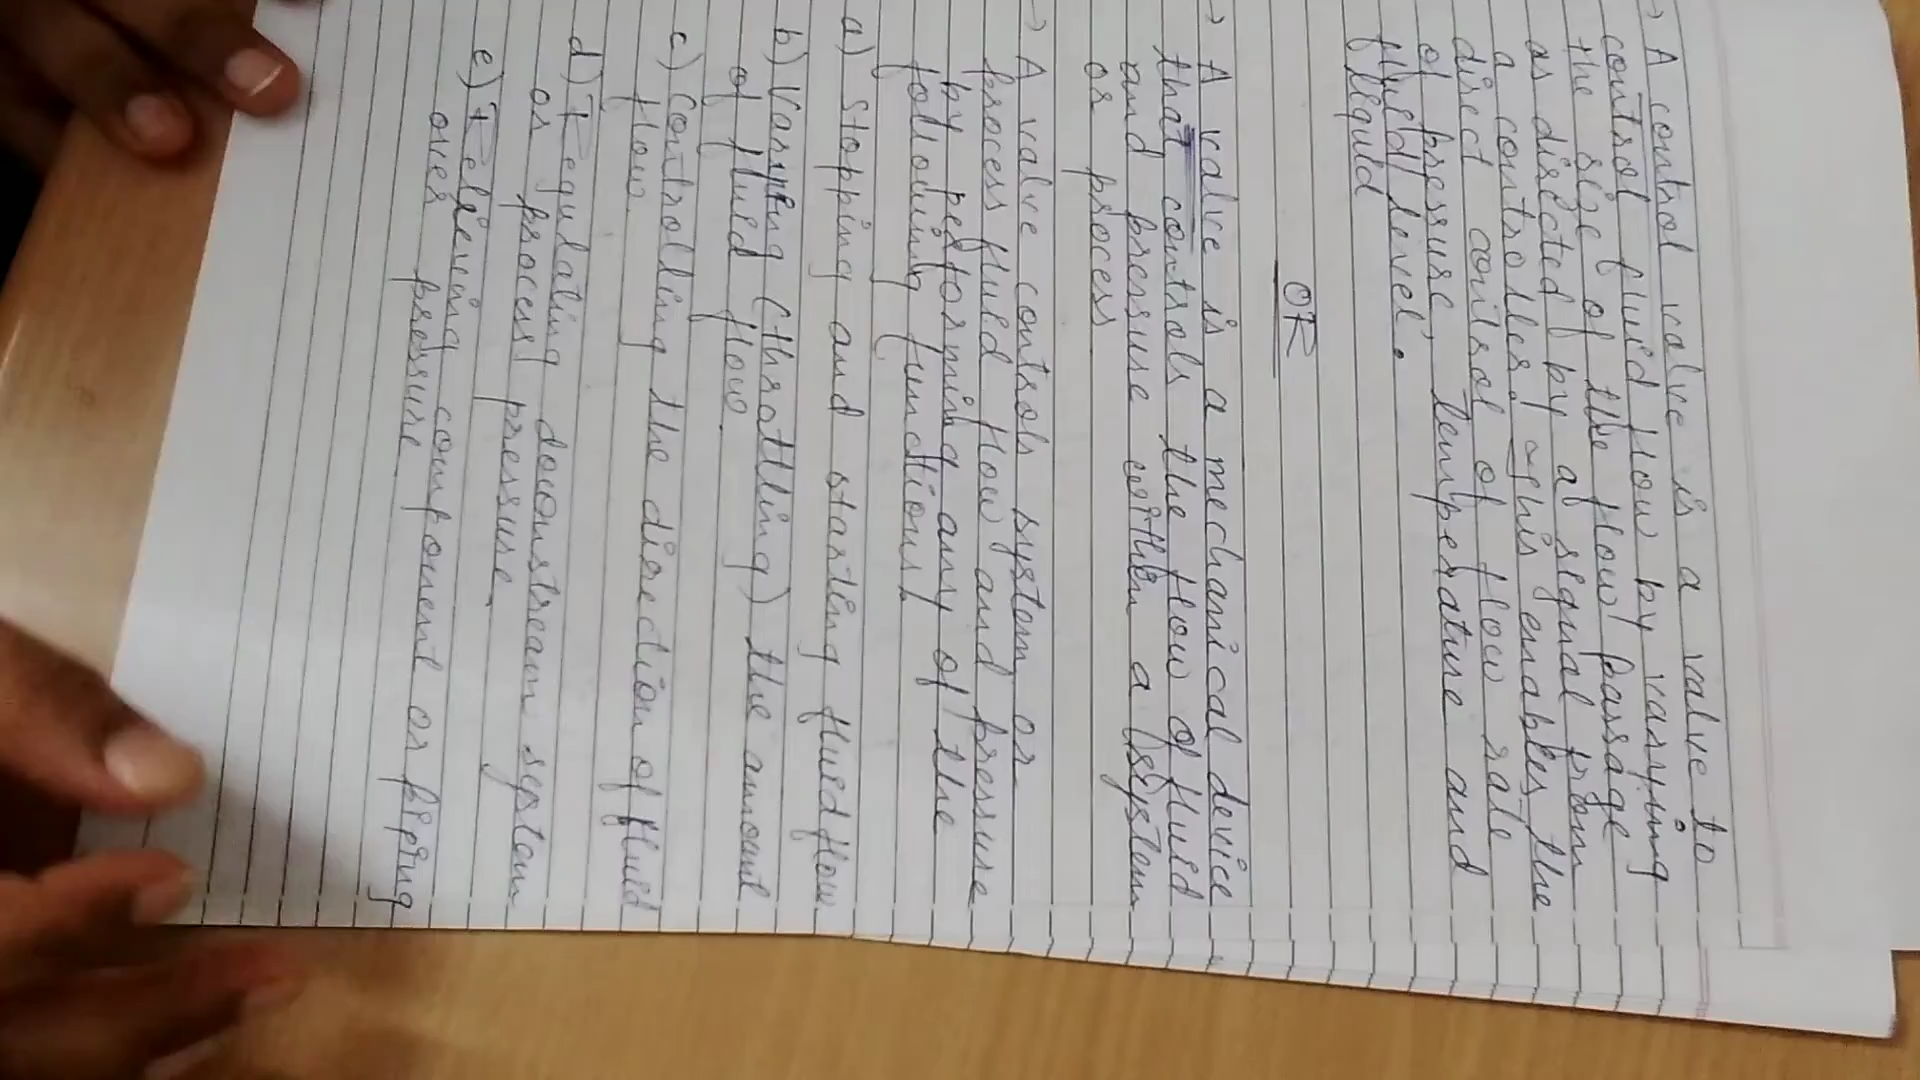 → A control valve is a valve to
control fluid flow by varying
the size of the flow passage
as directed by a signal from
a controller. This enables the
direct control of flow rate
of pressure, temperature and
fluid level.
liquid
OR
→ A valve is a mechanical device
that controls the flow of fluid
and pressure within a system
or process
→ A valve controls system or
process fluid flow and pressure
by performing any of the
following functions.
a) Stopping and starting fluid flow
b) Varying (throttling) the amount
of fluid flow.
c) Controlling the direction of fluid
flow.
d) Regulating downstream system
or process pressure.
e) Relieving component or piping
over pressure.